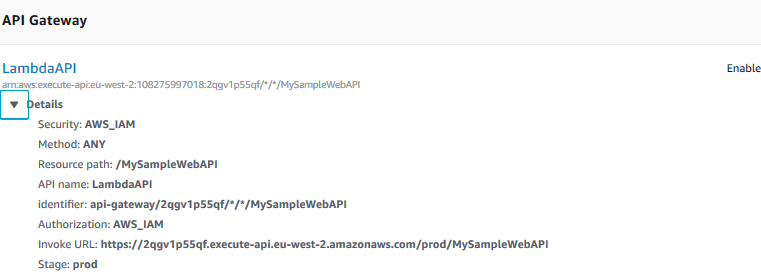 API Gateway
LambdaAPI Enable
arn:aws:execute-api:eu-west-2:108275997018:2qgv1p55qf/*/*/MySampleWebAPI
Details
Security: AWS_IAM
Method: ANY
Resource path: /MySampleWebAPI
API name: LambdaAPI
identifier: api-gateway/2qgv1p55qf/*/*/MySampleWebAPI
Authorization: AWS_IAM
Invoke URL: https://2qgv1p55qf.execute-api.eu-west-2.amazonaws.com/prod/MySampleWebAPI
Stage: prod